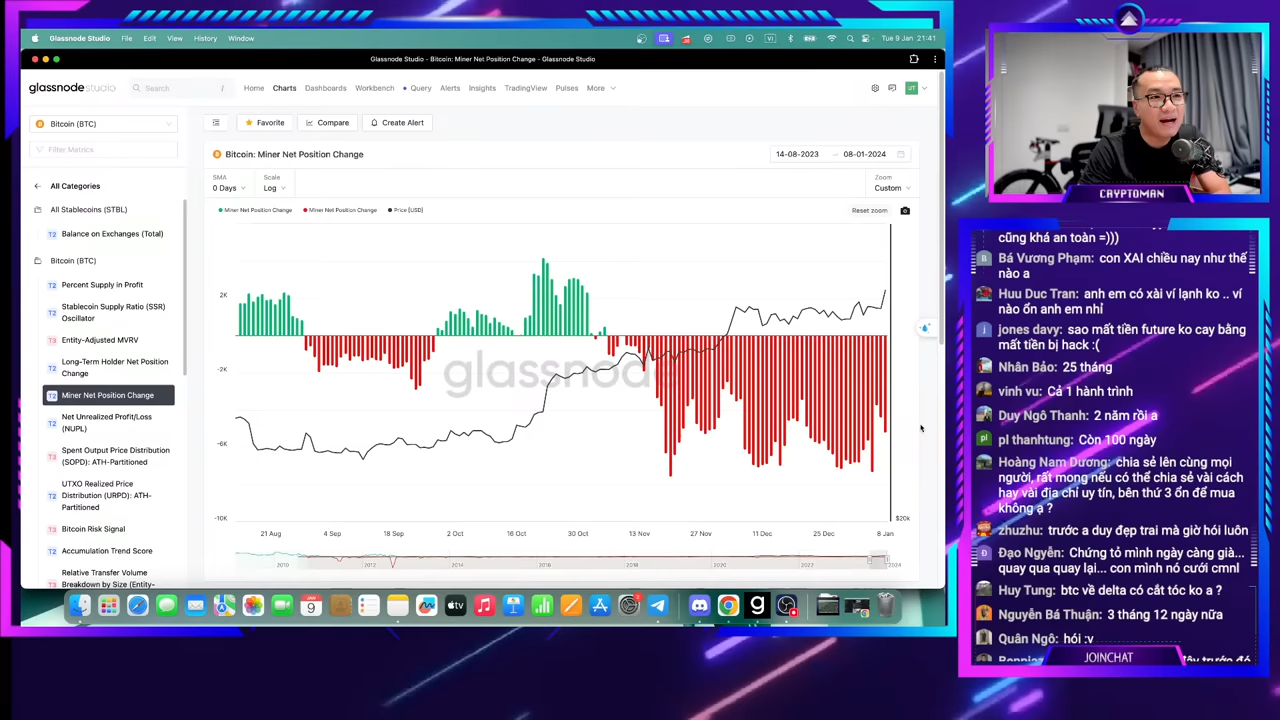 Glassnode Studio File Edit View History Window
VI
Tue 9 Jan 21:41
Glassnode Studio - Bitcoin: Miner Net Position Change - Glassnode Studio
glassnode studio
Search /
Home Charts Dashboards Workbench Query Alerts Insights TradingView Pulses More
UT
Bitcoin (BTC)
Filter Metrics
Favorite Compare Create Alert
All Categories
All Stablecoins (STBL)
T2 Balance on Exchanges (Total)
Bitcoin (BTC)
T2 Percent Supply in Profit
T2 Stablecoin Supply Ratio (SSR)
Oscillator
T3 Entity-Adjusted MVRV
T2 Long-Term Holder Net Position
Change
T2 Miner Net Position Change
T2 Net Unrealized Profit/Loss
(NUPL)
T3 Spent Output Price Distribution
(SOPD): ATH-Partitioned
T2 UTXO Realized Price
Distribution (URPD): ATH-
Partitioned
T3 Bitcoin Risk Signal
T2 Accumulation Trend Score
T3 Relative Transfer Volume
Breakdown by Size (Entity-
Bitcoin: Miner Net Position Change
14-08-2023 → 08-01-2024
SMA
0 Days
Scale
Log
Zoom
Custom
Miner Net Position Change Miner Net Position Change Price [USD]
Reset zoom
2K
-2K
-6K
-10K
$20k
glassnode
21 Aug 4 Sep 18 Sep 2 Oct 16 Oct 30 Oct 13 Nov 27 Nov 11 Dec 25 Dec 8 Jan
2010 2012 2014 2016 2018 2020 2022 2024
CRYPTOMAN
cũng khá an toàn =)))
B Bá Vương Phạm: con XAI chiều nay như thế
nào a
Huu Duc Tran: anh em có xài ví lạnh ko .. ví
nào ổn anh em nhỉ
j jones davy: sao mất tiền future ko cay bằng
mất tiền bị hack :(
Nhân Bảo: 25 tháng
vinh vu: Cả 1 hành trình
Duy Ngô Thanh: 2 năm rồi a
pl pl thanhtung: Còn 100 ngày
Hoàng Nam Dương: chia sẻ lên cùng mọi
người, rất mong nếu có thể chia sẻ vài cách
hay vài địa chỉ uy tín, bên thứ 3 ổn để mua
không ạ ?
zhuzhu: trước a duy đẹp trai mà giờ hói luôn
Đ Đạo Nguyên: Chứng tỏ mình ngày càng già...
quay qua quay lại... con mình nó cưới cmnl
Huy Tung: btc về delta có cắt tóc ko a ?
Nguyễn Bá Thuận: 3 tháng 12 ngày nữa
Quân Ngô: hói :v
JOINCHAT